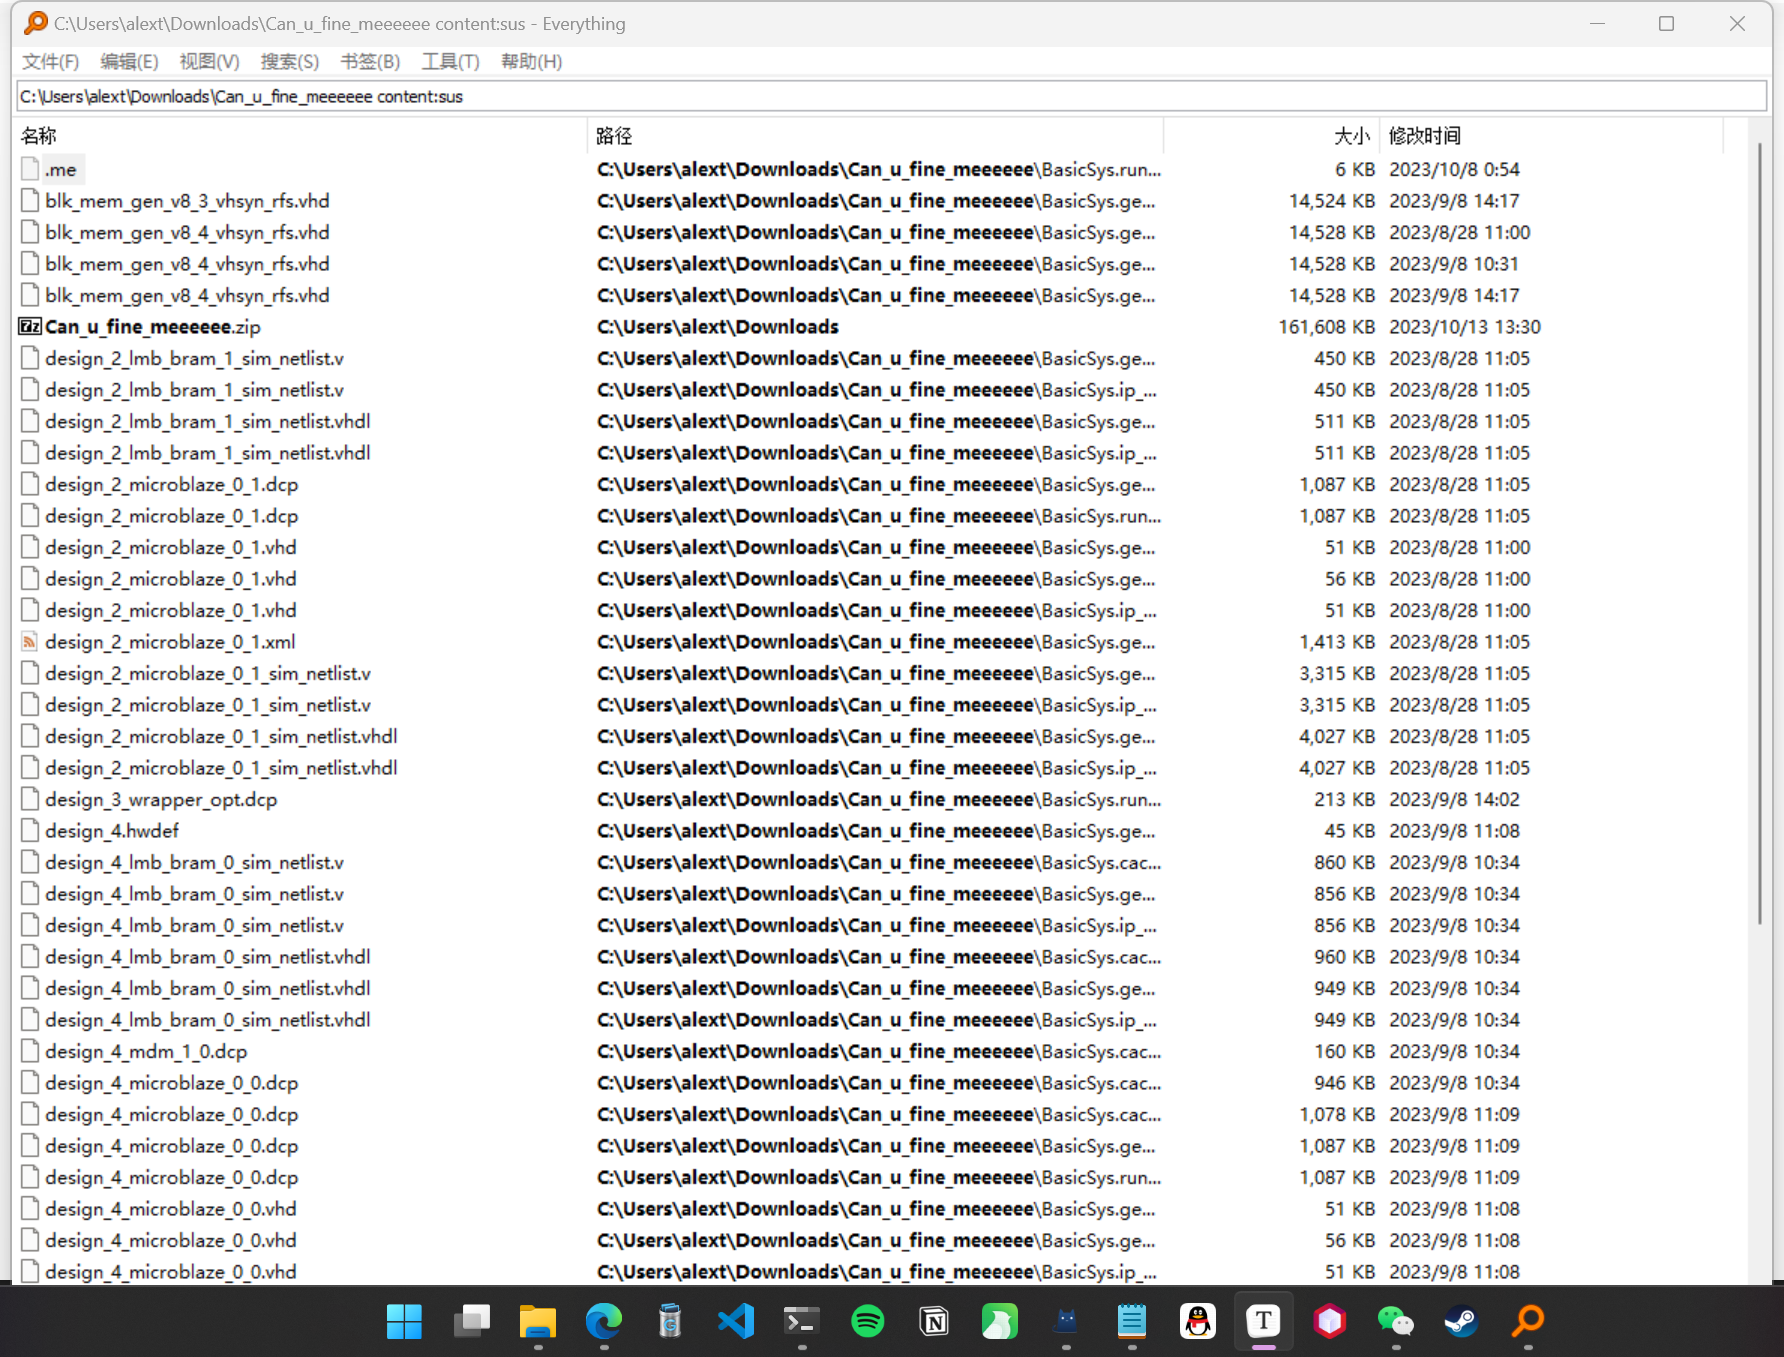 C:\Users\alext\Downloads\Can_u_fine_meeeeee content:sus - Everything
文件(F) 编辑(E) 视图(V) 搜索(S) 书签(B) 工具(T) 帮助(H)
C:\Users\alext\Downloads\Can_u_fine_meeeeee content:sus
名称 路径 大小 修改时间
.me C:\Users\alext\Downloads\Can_u_fine_meeeeee\BasicSys.run... 6 KB 2023/10/8 0:54
blk_mem_gen_v8_3_vhsyn_rfs.vhd C:\Users\alext\Downloads\Can_u_fine_meeeeee\BasicSys.ge... 14,524 KB 2023/9/8 14:17
blk_mem_gen_v8_4_vhsyn_rfs.vhd C:\Users\alext\Downloads\Can_u_fine_meeeeee\BasicSys.ge... 14,528 KB 2023/8/28 11:00
blk_mem_gen_v8_4_vhsyn_rfs.vhd C:\Users\alext\Downloads\Can_u_fine_meeeeee\BasicSys.ge... 14,528 KB 2023/9/8 10:31
blk_mem_gen_v8_4_vhsyn_rfs.vhd C:\Users\alext\Downloads\Can_u_fine_meeeeee\BasicSys.ge... 14,528 KB 2023/9/8 14:17
7z Can_u_fine_meeeeee.zip C:\Users\alext\Downloads 161,608 KB 2023/10/13 13:30
design_2_lmb_bram_1_sim_netlist.v C:\Users\alext\Downloads\Can_u_fine_meeeeee\BasicSys.ge... 450 KB 2023/8/28 11:05
design_2_lmb_bram_1_sim_netlist.v C:\Users\alext\Downloads\Can_u_fine_meeeeee\BasicSys.ip_... 450 KB 2023/8/28 11:05
design_2_lmb_bram_1_sim_netlist.vhdl C:\Users\alext\Downloads\Can_u_fine_meeeeee\BasicSys.ge... 511 KB 2023/8/28 11:05
design_2_lmb_bram_1_sim_netlist.vhdl C:\Users\alext\Downloads\Can_u_fine_meeeeee\BasicSys.ip_... 511 KB 2023/8/28 11:05
design_2_microblaze_0_1.dcp C:\Users\alext\Downloads\Can_u_fine_meeeeee\BasicSys.ge... 1,087 KB 2023/8/28 11:05
design_2_microblaze_0_1.dcp C:\Users\alext\Downloads\Can_u_fine_meeeeee\BasicSys.run... 1,087 KB 2023/8/28 11:05
design_2_microblaze_0_1.vhd C:\Users\alext\Downloads\Can_u_fine_meeeeee\BasicSys.ge... 51 KB 2023/8/28 11:00
design_2_microblaze_0_1.vhd C:\Users\alext\Downloads\Can_u_fine_meeeeee\BasicSys.ge... 56 KB 2023/8/28 11:00
design_2_microblaze_0_1.vhd C:\Users\alext\Downloads\Can_u_fine_meeeeee\BasicSys.ip_... 51 KB 2023/8/28 11:00
design_2_microblaze_0_1.xml C:\Users\alext\Downloads\Can_u_fine_meeeeee\BasicSys.ge... 1,413 KB 2023/8/28 11:05
design_2_microblaze_0_1_sim_netlist.v C:\Users\alext\Downloads\Can_u_fine_meeeeee\BasicSys.ge... 3,315 KB 2023/8/28 11:05
design_2_microblaze_0_1_sim_netlist.v C:\Users\alext\Downloads\Can_u_fine_meeeeee\BasicSys.ip_... 3,315 KB 2023/8/28 11:05
design_2_microblaze_0_1_sim_netlist.vhdl C:\Users\alext\Downloads\Can_u_fine_meeeeee\BasicSys.ge... 4,027 KB 2023/8/28 11:05
design_2_microblaze_0_1_sim_netlist.vhdl C:\Users\alext\Downloads\Can_u_fine_meeeeee\BasicSys.ip_... 4,027 KB 2023/8/28 11:05
design_3_wrapper_opt.dcp C:\Users\alext\Downloads\Can_u_fine_meeeeee\BasicSys.run... 213 KB 2023/9/8 14:02
design_4.hwdef C:\Users\alext\Downloads\Can_u_fine_meeeeee\BasicSys.ge... 45 KB 2023/9/8 11:08
design_4_lmb_bram_0_sim_netlist.v C:\Users\alext\Downloads\Can_u_fine_meeeeee\BasicSys.cac... 860 KB 2023/9/8 10:34
design_4_lmb_bram_0_sim_netlist.v C:\Users\alext\Downloads\Can_u_fine_meeeeee\BasicSys.ge... 856 KB 2023/9/8 10:34
design_4_lmb_bram_0_sim_netlist.v C:\Users\alext\Downloads\Can_u_fine_meeeeee\BasicSys.ip_... 856 KB 2023/9/8 10:34
design_4_lmb_bram_0_sim_netlist.vhdl C:\Users\alext\Downloads\Can_u_fine_meeeeee\BasicSys.cac... 960 KB 2023/9/8 10:34
design_4_lmb_bram_0_sim_netlist.vhdl C:\Users\alext\Downloads\Can_u_fine_meeeeee\BasicSys.ge... 949 KB 2023/9/8 10:34
design_4_lmb_bram_0_sim_netlist.vhdl C:\Users\alext\Downloads\Can_u_fine_meeeeee\BasicSys.ip_... 949 KB 2023/9/8 10:34
design_4_mdm_1_0.dcp C:\Users\alext\Downloads\Can_u_fine_meeeeee\BasicSys.cac... 160 KB 2023/9/8 10:34
design_4_microblaze_0_0.dcp C:\Users\alext\Downloads\Can_u_fine_meeeeee\BasicSys.cac... 946 KB 2023/9/8 10:34
design_4_microblaze_0_0.dcp C:\Users\alext\Downloads\Can_u_fine_meeeeee\BasicSys.cac... 1,078 KB 2023/9/8 11:09
design_4_microblaze_0_0.dcp C:\Users\alext\Downloads\Can_u_fine_meeeeee\BasicSys.ge... 1,087 KB 2023/9/8 11:09
design_4_microblaze_0_0.dcp C:\Users\alext\Downloads\Can_u_fine_meeeeee\BasicSys.run... 1,087 KB 2023/9/8 11:09
design_4_microblaze_0_0.vhd C:\Users\alext\Downloads\Can_u_fine_meeeeee\BasicSys.ge... 51 KB 2023/9/8 11:08
design_4_microblaze_0_0.vhd C:\Users\alext\Downloads\Can_u_fine_meeeeee\BasicSys.ge... 56 KB 2023/9/8 11:08
design_4_microblaze_0_0.vhd C:\Users\alext\Downloads\Can_u_fine_meeeeee\BasicSys.ip_... 51 KB 2023/9/8 11:08
N T